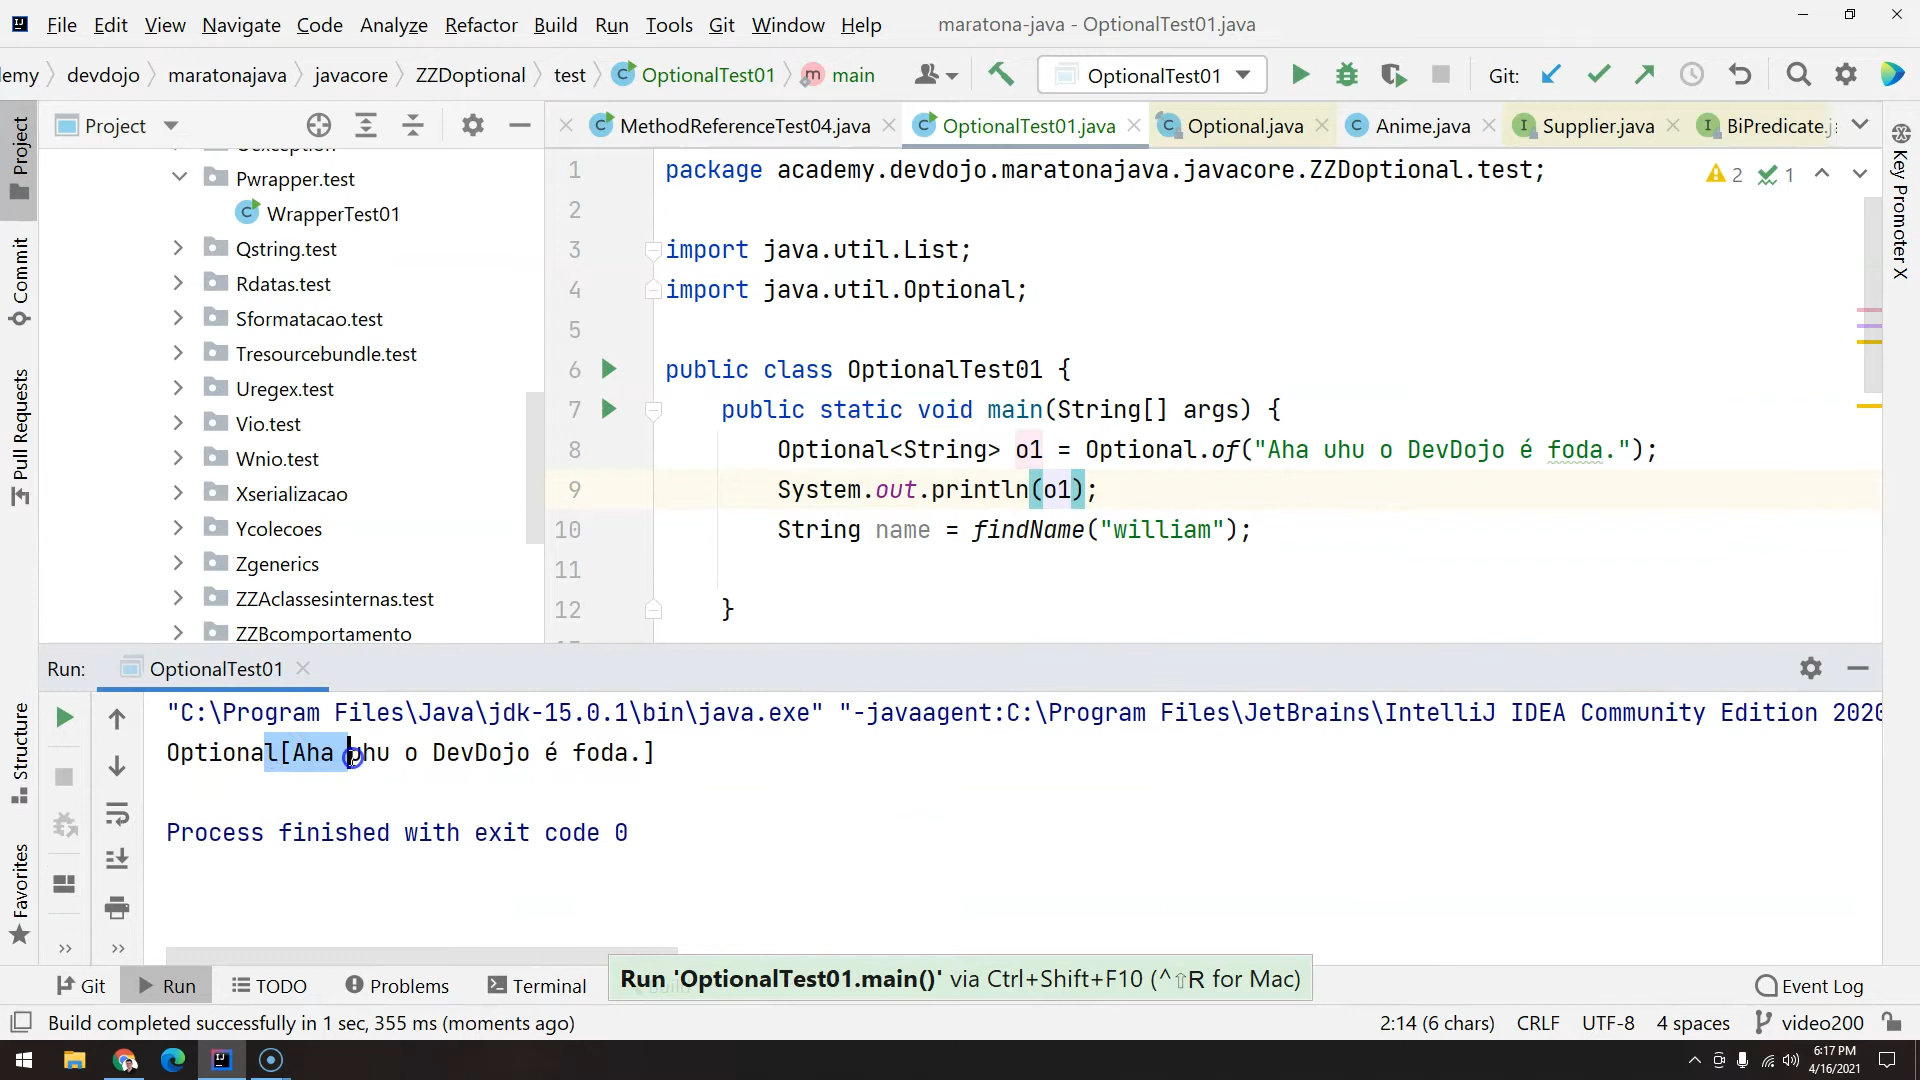 File Edit View Navigate Code Analyze Refactor Build Run Tools Git Window Help maratona-java - OptionalTest01.java
devdojo maratonajava javacore ZZDoptional test OptionalTest01 main OptionalTest01 Git:
Project MethodReferenceTest04.java OptionalTest01.java Optional.java Anime.java Supplier.java
Pwrapper.test
WrapperTest01
Qstring.test
Rdatas.test
Sformatacao.test
Tresourcebundle.test
Uregex.test
Vio.test
Wnio.test
Xserializacao
Ycolecoes
Zgenerics
ZZAclassesinternas.test
ZZBcomportamento
1 package academy.devdojo.maratonajava.javacore.ZZDoptional.test;
2
3 import java.util.List;
4 import java.util.Optional;
5
6 public class OptionalTest01 {
7 public static void main(String[] args) {
8 Optional<String> o1 = Optional.of("Aha uhu o DevDojo é foda.");
9 System.out.println(o1);
10 String name = findName("william");
11
12 }
2 1
Project
Commit
Pull Requests
Structure
Favorites
Key Promoter X
Run: OptionalTest01
"C:\Program Files\Java\jdk-15.0.1\bin\java.exe" "-javaagent:C:\Program Files\JetBrains\IntelliJ IDEA Community Edition 2020
Optional[Aha uhu o DevDojo é foda.]
Process finished with exit code 0
Run 'OptionalTest01.main()' via Ctrl+Shift+F10 (^⇧R for Mac)
Git Run TODO Problems Terminal Event Log
Build completed successfully in 1 sec, 355 ms (moments ago) 2:14 (6 chars) CRLF UTF-8 4 spaces video200
6:17 PM
4/16/2021